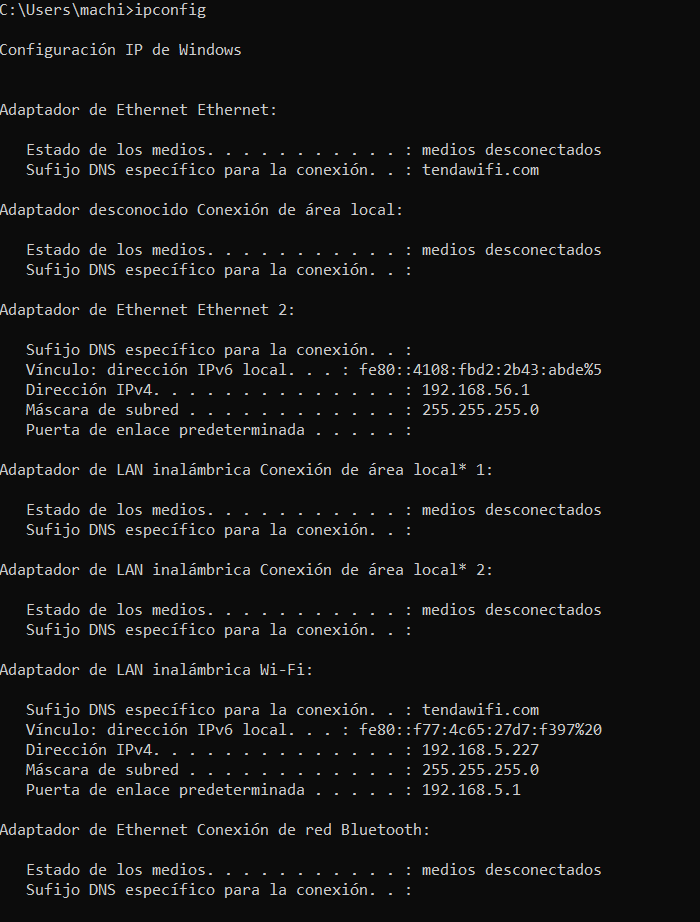 C:\Users\machi>ipconfig
Configuración IP de Windows
Adaptador de Ethernet Ethernet:
Estado de los medios. . . . . . . . . . . : medios desconectados
Sufijo DNS específico para la conexión. . : tendawifi.com
Adaptador desconocido Conexión de área local:
Estado de los medios. . . . . . . . . . . : medios desconectados
Sufijo DNS específico para la conexión. . :
Adaptador de Ethernet Ethernet 2:
Sufijo DNS específico para la conexión. . :
Vínculo: dirección IPv6 local. . . : fe80::4108:fbd2:2b43:abde%5
Dirección IPv4. . . . . . . . . . . . . . : 192.168.56.1
Máscara de subred . . . . . . . . . . . . : 255.255.255.0
Puerta de enlace predeterminada . . . . . :
Adaptador de LAN inalámbrica Conexión de área local* 1:
Estado de los medios. . . . . . . . . . . : medios desconectados
Sufijo DNS específico para la conexión. . :
Adaptador de LAN inalámbrica Conexión de área local* 2:
Estado de los medios. . . . . . . . . . . : medios desconectados
Sufijo DNS específico para la conexión. . :
Adaptador de LAN inalámbrica Wi-Fi:
Sufijo DNS específico para la conexión. . : tendawifi.com
Vínculo: dirección IPv6 local. . . : fe80::f77:4c65:27d7:f397%20
Dirección IPv4. . . . . . . . . . . . . . : 192.168.5.227
Máscara de subred . . . . . . . . . . . . : 255.255.255.0
Puerta de enlace predeterminada . . . . . : 192.168.5.1
Adaptador de Ethernet Conexión de red Bluetooth:
Estado de los medios. . . . . . . . . . . : medios desconectados
Sufijo DNS específico para la conexión. . :